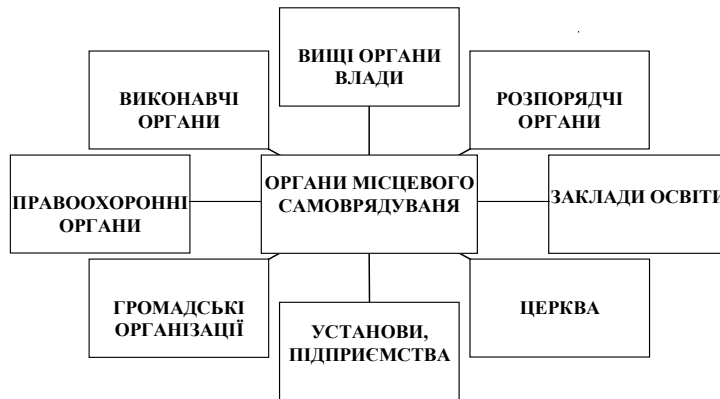 ВИЩІ ОРГАНИ
ВЛАДИ
ВИКОНАВЧІ
ОРГАНИ
РОЗПОРЯДЧІ
ОРГАНИ
ПРАВООХОРОННІ
ОРГАНИ
ОРГАНИ МІСЦЕВОГО
САМОВРЯДУВАНЯ
ЗАКЛАДИ ОСВІТИ
ГРОМАДСЬКІ
ОРГАНІЗАЦІЇ
УСТАНОВИ,
ПІДПРИЄМСТВА
ЦЕРКВА